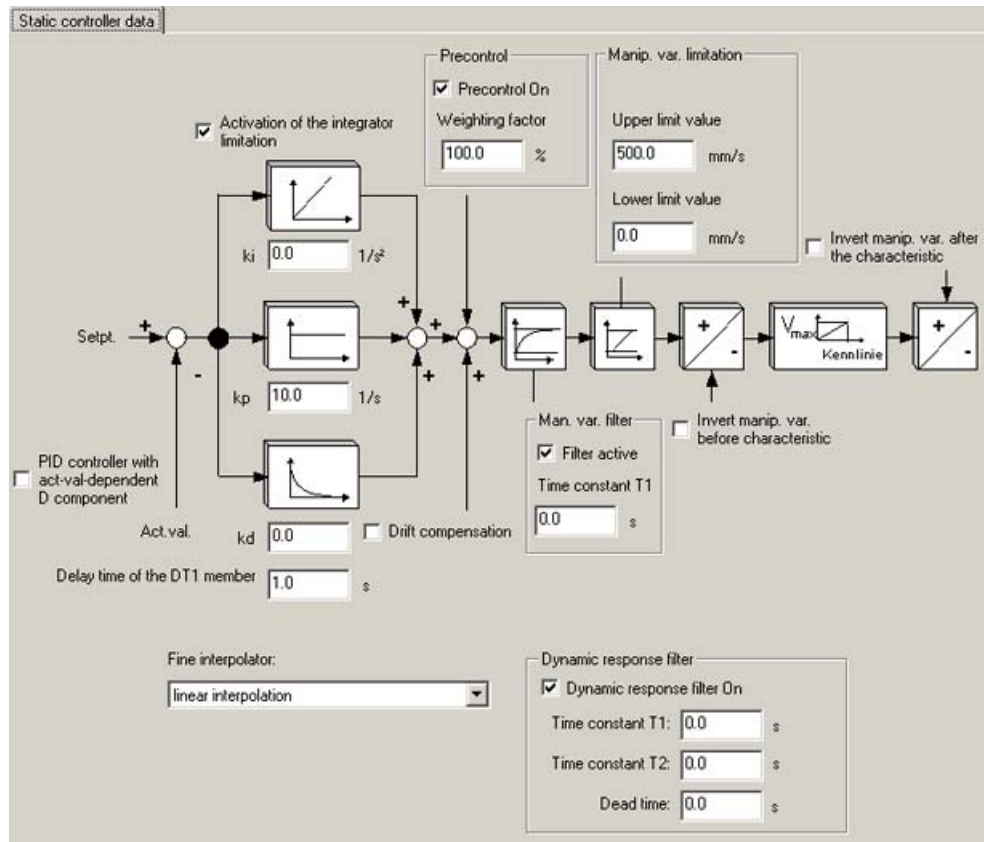 Static controller data
Precontrol
Precontrol On
Weighting factor
100.0 %
Manip. var. limitation
Upper limit value
500.0 mm/s
Lower limit value
0.0 mm/s
Activation of the integrator
limitation
ki 0.0 1/s²
Invert manip. var. after
the characteristic
Setpt.
+
-
+
+
+
+
+
-
Vmax
Kennlinie
+
-
kp 10.0 1/s
Man. var. filter
Filter active
Time constant T1
0.0 s
Invert manip. var.
before characteristic
PID controller with
act-val-dependent
D component
Act.val.
kd 0.0
Drift compensation
Delay time of the DT1 member
1.0 s
Fine interpolator:
linear interpolation
Dynamic response filter
Dynamic response filter On
Time constant T1: 0.0 s
Time constant T2: 0.0 s
Dead time: 0.0 s